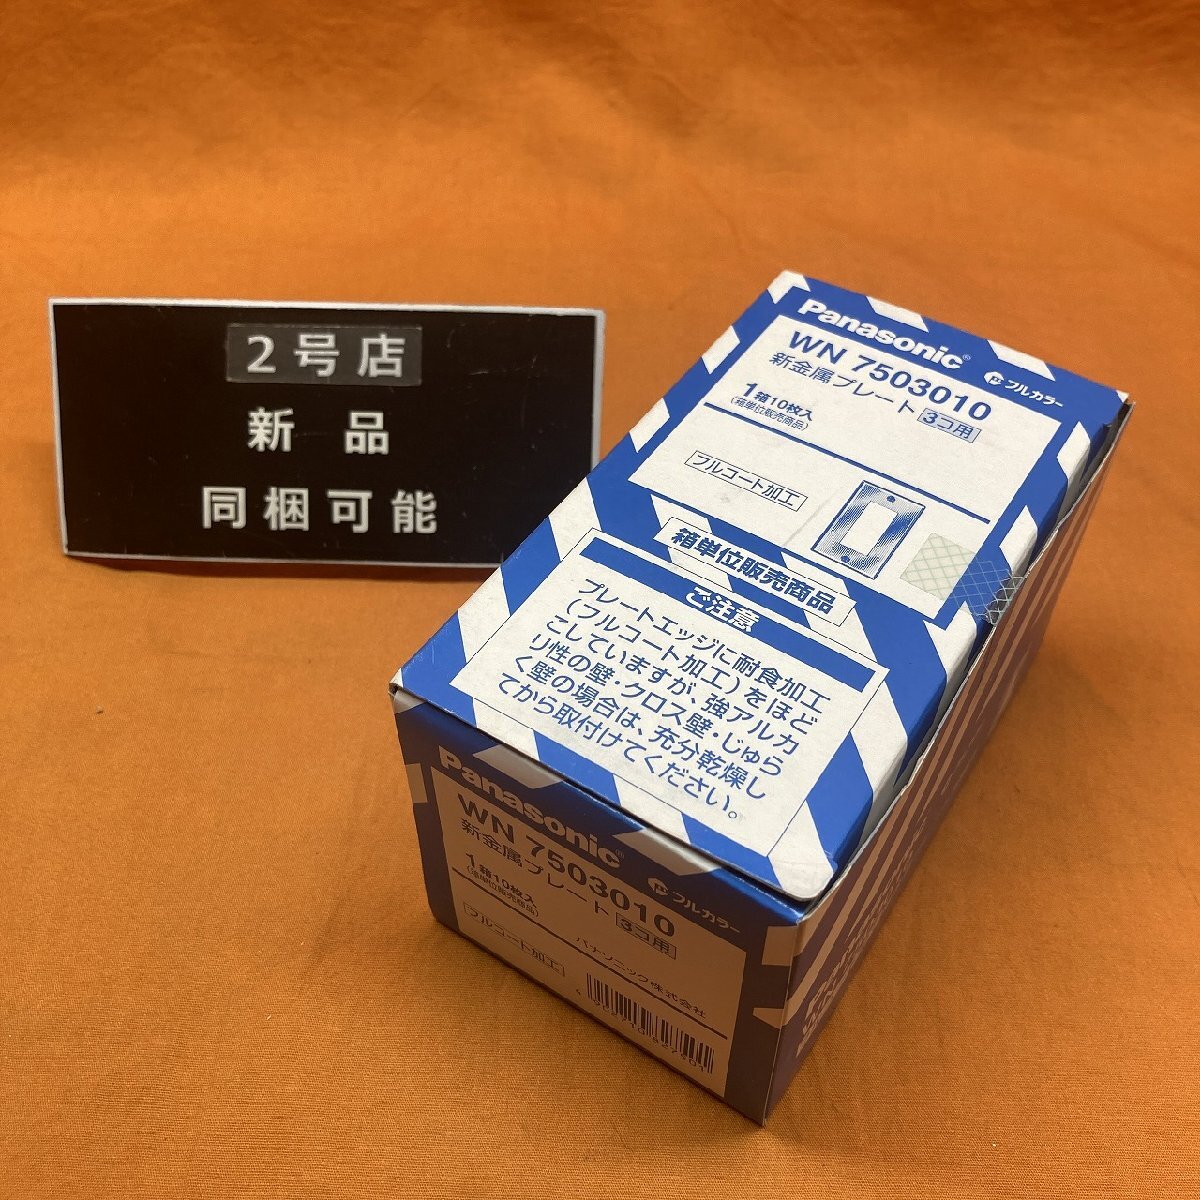 2号店
新品
同梱可能
Panasonic®
WN 7503010
フルカラー
新金属プレート 3コ用
1箱10枚入
(箱単位販売商品)
フルコート加工
箱単位販売商品
ご注意
プレートエッジに耐食加工
(フルコート加工)をほど
こしていますが、強アルカ
リ性の壁・クロス壁・じゅら
く壁の場合は、充分乾燥し
てから取付けてください。
Panasonic®
WN 7503010
フルカラー
新金属プレート 3コ用
1箱10枚入
(箱単位販売商品)
フルコート加工
パナソニック株式会社